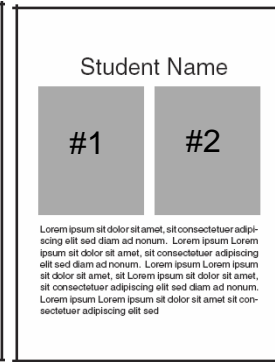 Student Name
#1 #2
Lorem ipsum sit dolor sit amet, sit consectetuer adipi-
scing elit sed diam ad nonum. Lorem ipsum Lorem
ipsum sit dolor sit amet, sit consectetuer adipiscing
elit sed diam ad nonum. Lorem ipsum Lorem ipsum
sit dolor sit amet, sit Lorem ipsum sit dolor sit amet,
sit consectetuer adipiscing elit sed diam ad nonum.
Lorem ipsum Lorem ipsum sit dolor sit amet sit con-
sectetuer adipiscing elit sed